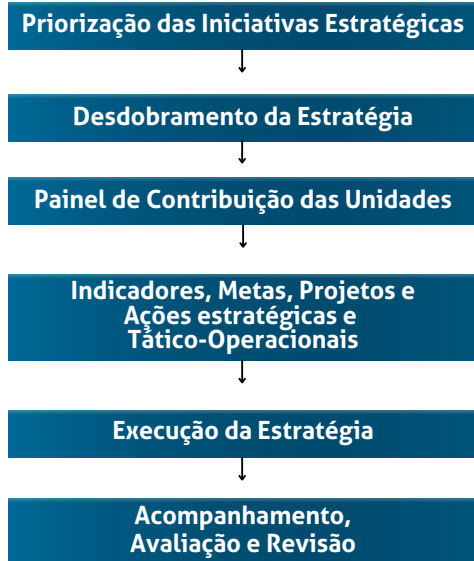 Priorização das Iniciativas Estratégicas
Desdobramento da Estratégia
Painel de Contribuição das Unidades
Indicadores, Metas, Projetos e
Ações estratégicas e
Tático-Operacionais
Execução da Estratégia
Acompanhamento,
Avaliação e Revisão